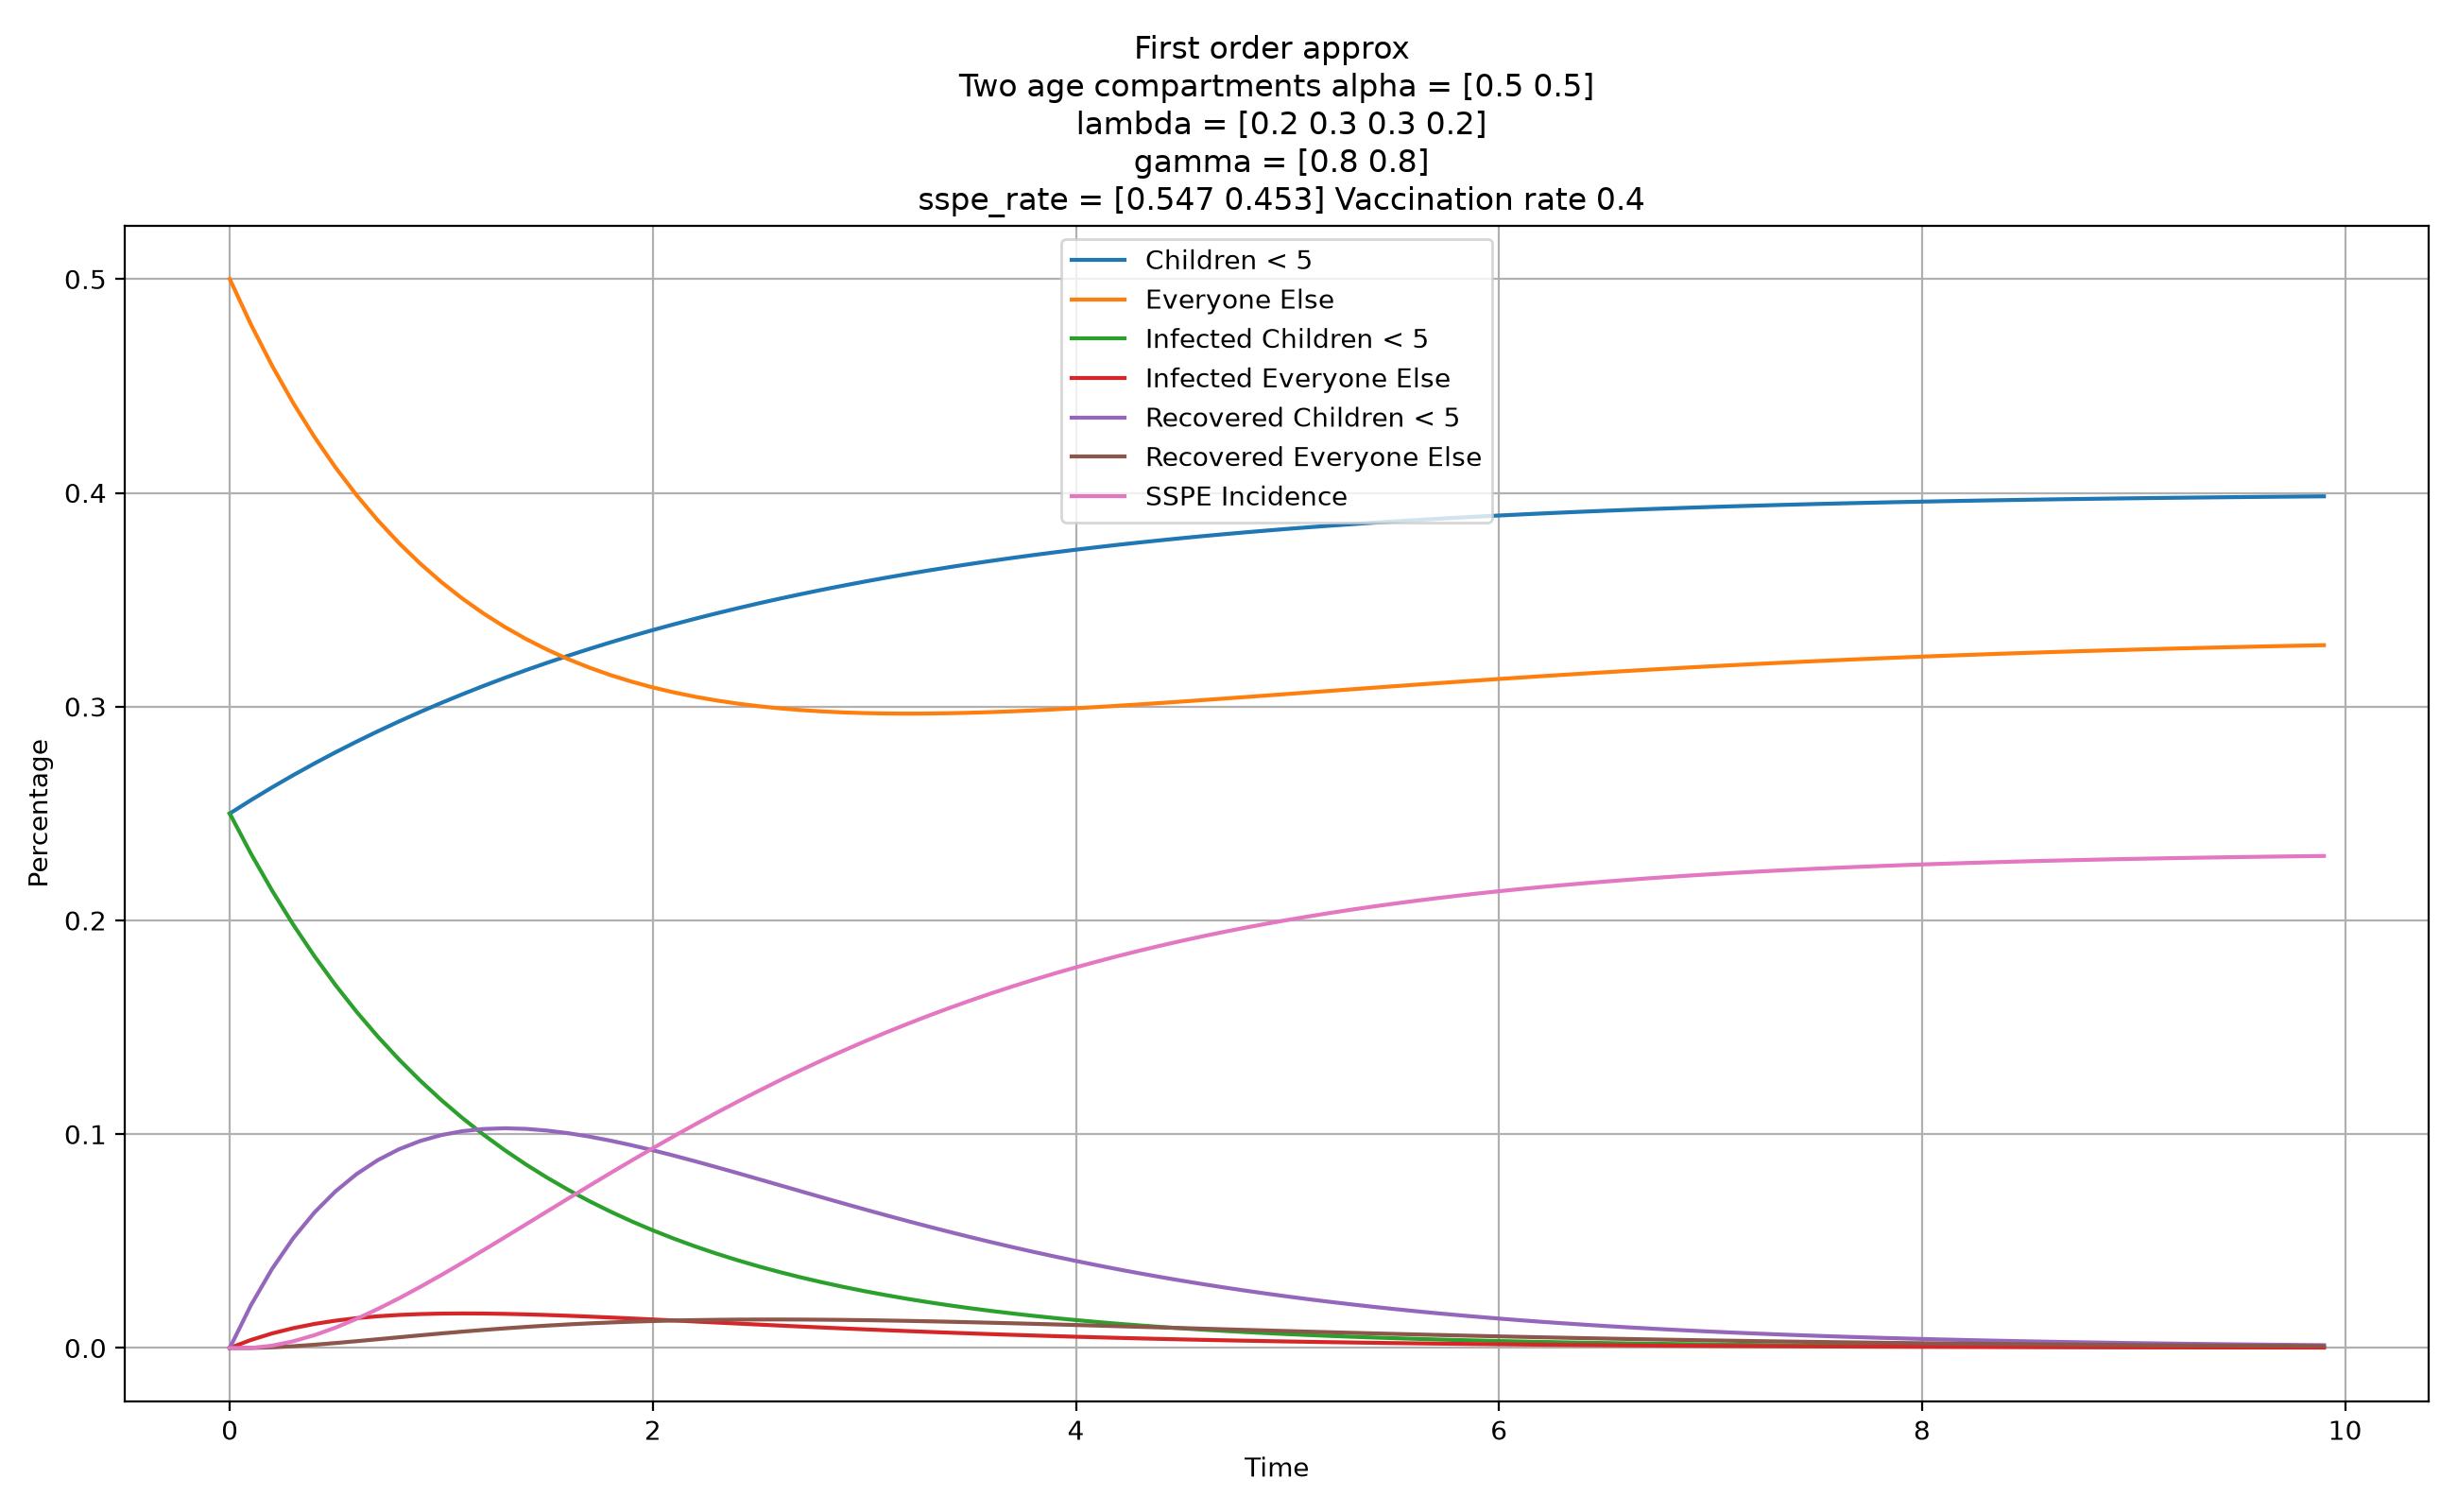 First order approx
Two age compartments alpha = [0.5 0.5]
lambda = [0.2 0.3 0.3 0.2]
gamma = [0.8 0.8]
sspe_rate = [0.547 0.453] Vaccination rate 0.4
Children < 5
Everyone Else
Infected Children < 5
Infected Everyone Else
Recovered Children < 5
Recovered Everyone Else
SSPE Incidence
Percentage
0.5
0.4
0.3
0.2
0.1
0.0
0 2 4 6 8 10
Time